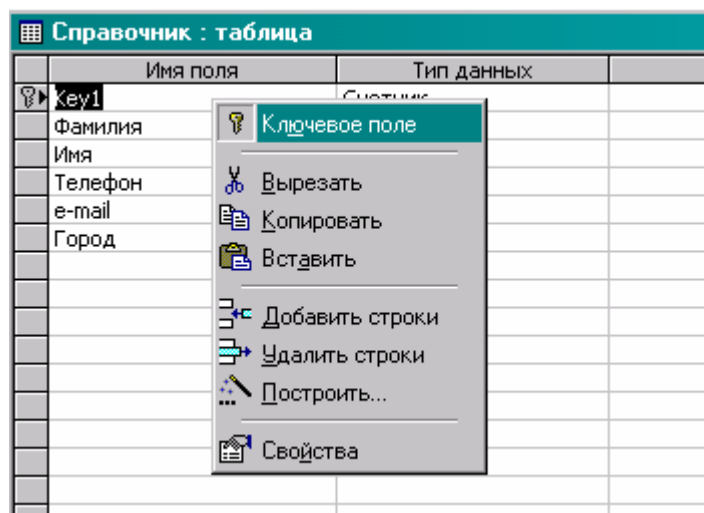 Справочник : таблица
Имя поля Тип данных
Key1
Фамилия
Имя
Телефон
e-mail
Город
Ключевое поле
Вырезать
Копировать
Вставить
Добавить строки
Удалить строки
Построить...
Свойства